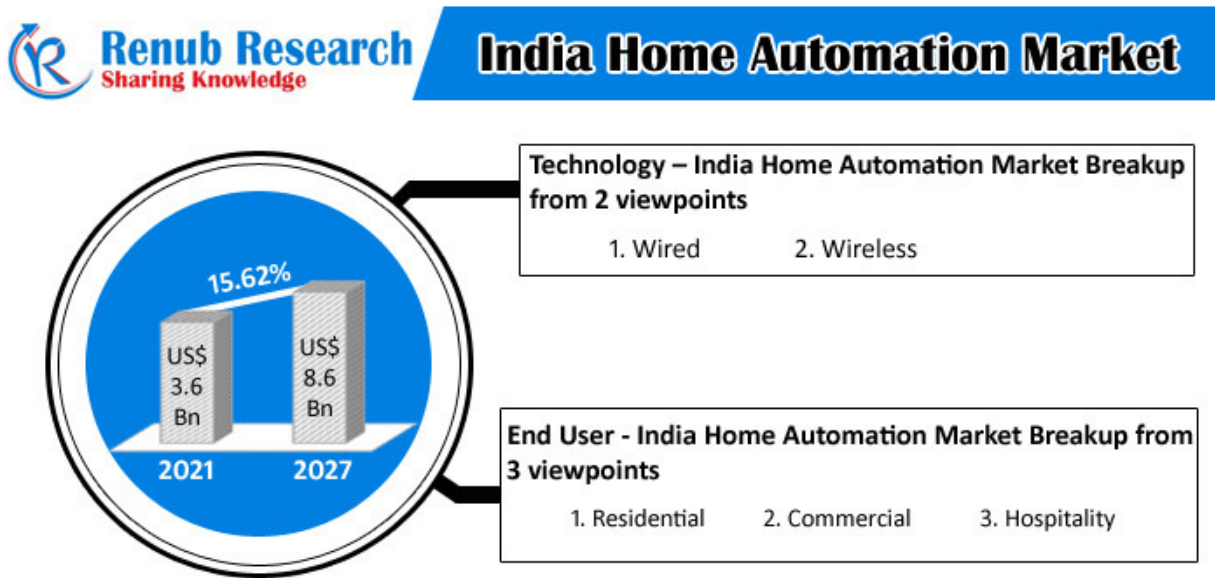 Renub Research
Sharing Knowledge
India Home Automation Market
Technology – India Home Automation Market Breakup
from 2 viewpoints
1. Wired 2. Wireless
15.62%
US$
3.6
Bn
US$
8.6
Bn
2021 2027
End User - India Home Automation Market Breakup from
3 viewpoints
1. Residential 2. Commercial 3. Hospitality